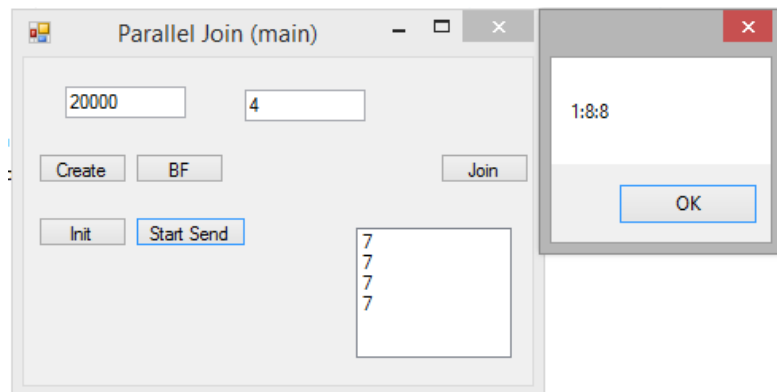 Parallel Join (main)
20000
4
1:8:8
Create
BF
Join
OK
Init
Start Send
7
7
7
7